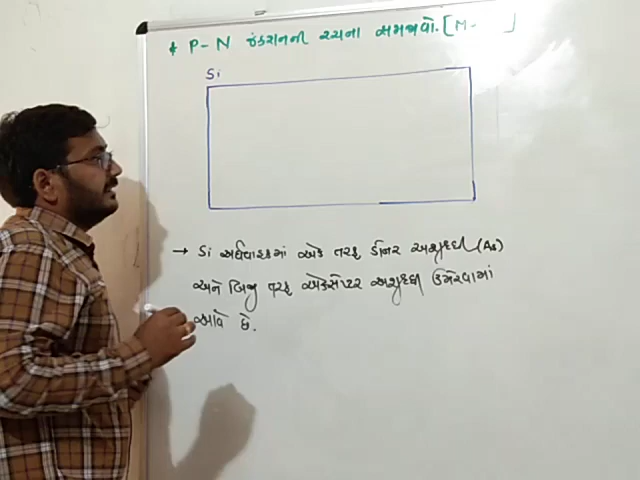 * P-N જંકશનની રચના સમજાવો. [M- ]
Si
→ Si અર્ધવાહકમાં એક તરફ ડોનર અશુદ્ધિ (As)
અને બીજી તરફ એકસેપ્ટર અશુદ્ધિ ઉમેરવામાં
આવે છે.